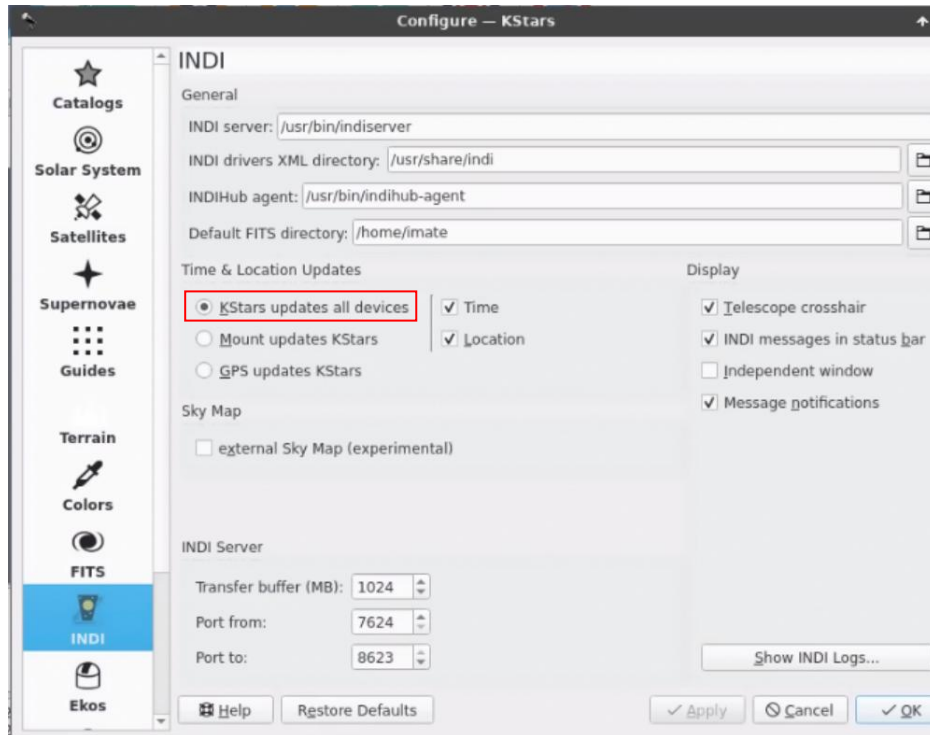 Configure — KStars
Catalogs
Solar System
Satellites
Supernovae
Guides
Terrain
Colors
FITS
INDI
Ekos
INDI
General
INDI server: /usr/bin/indiserver
INDI drivers XML directory: /usr/share/indi
INDIHub agent: /usr/bin/indihub-agent
Default FITS directory: /home/imate
Time & Location Updates
KStars updates all devices
Time
Mount updates KStars
Location
GPS updates KStars
Display
Telescope crosshair
INDI messages in status bar
Independent window
Message notifications
Sky Map
external Sky Map (experimental)
INDI Server
Transfer buffer (MB): 1024
Port from: 7624
Port to: 8623
Show INDI Logs...
Help
Restore Defaults
Apply
Cancel
OK